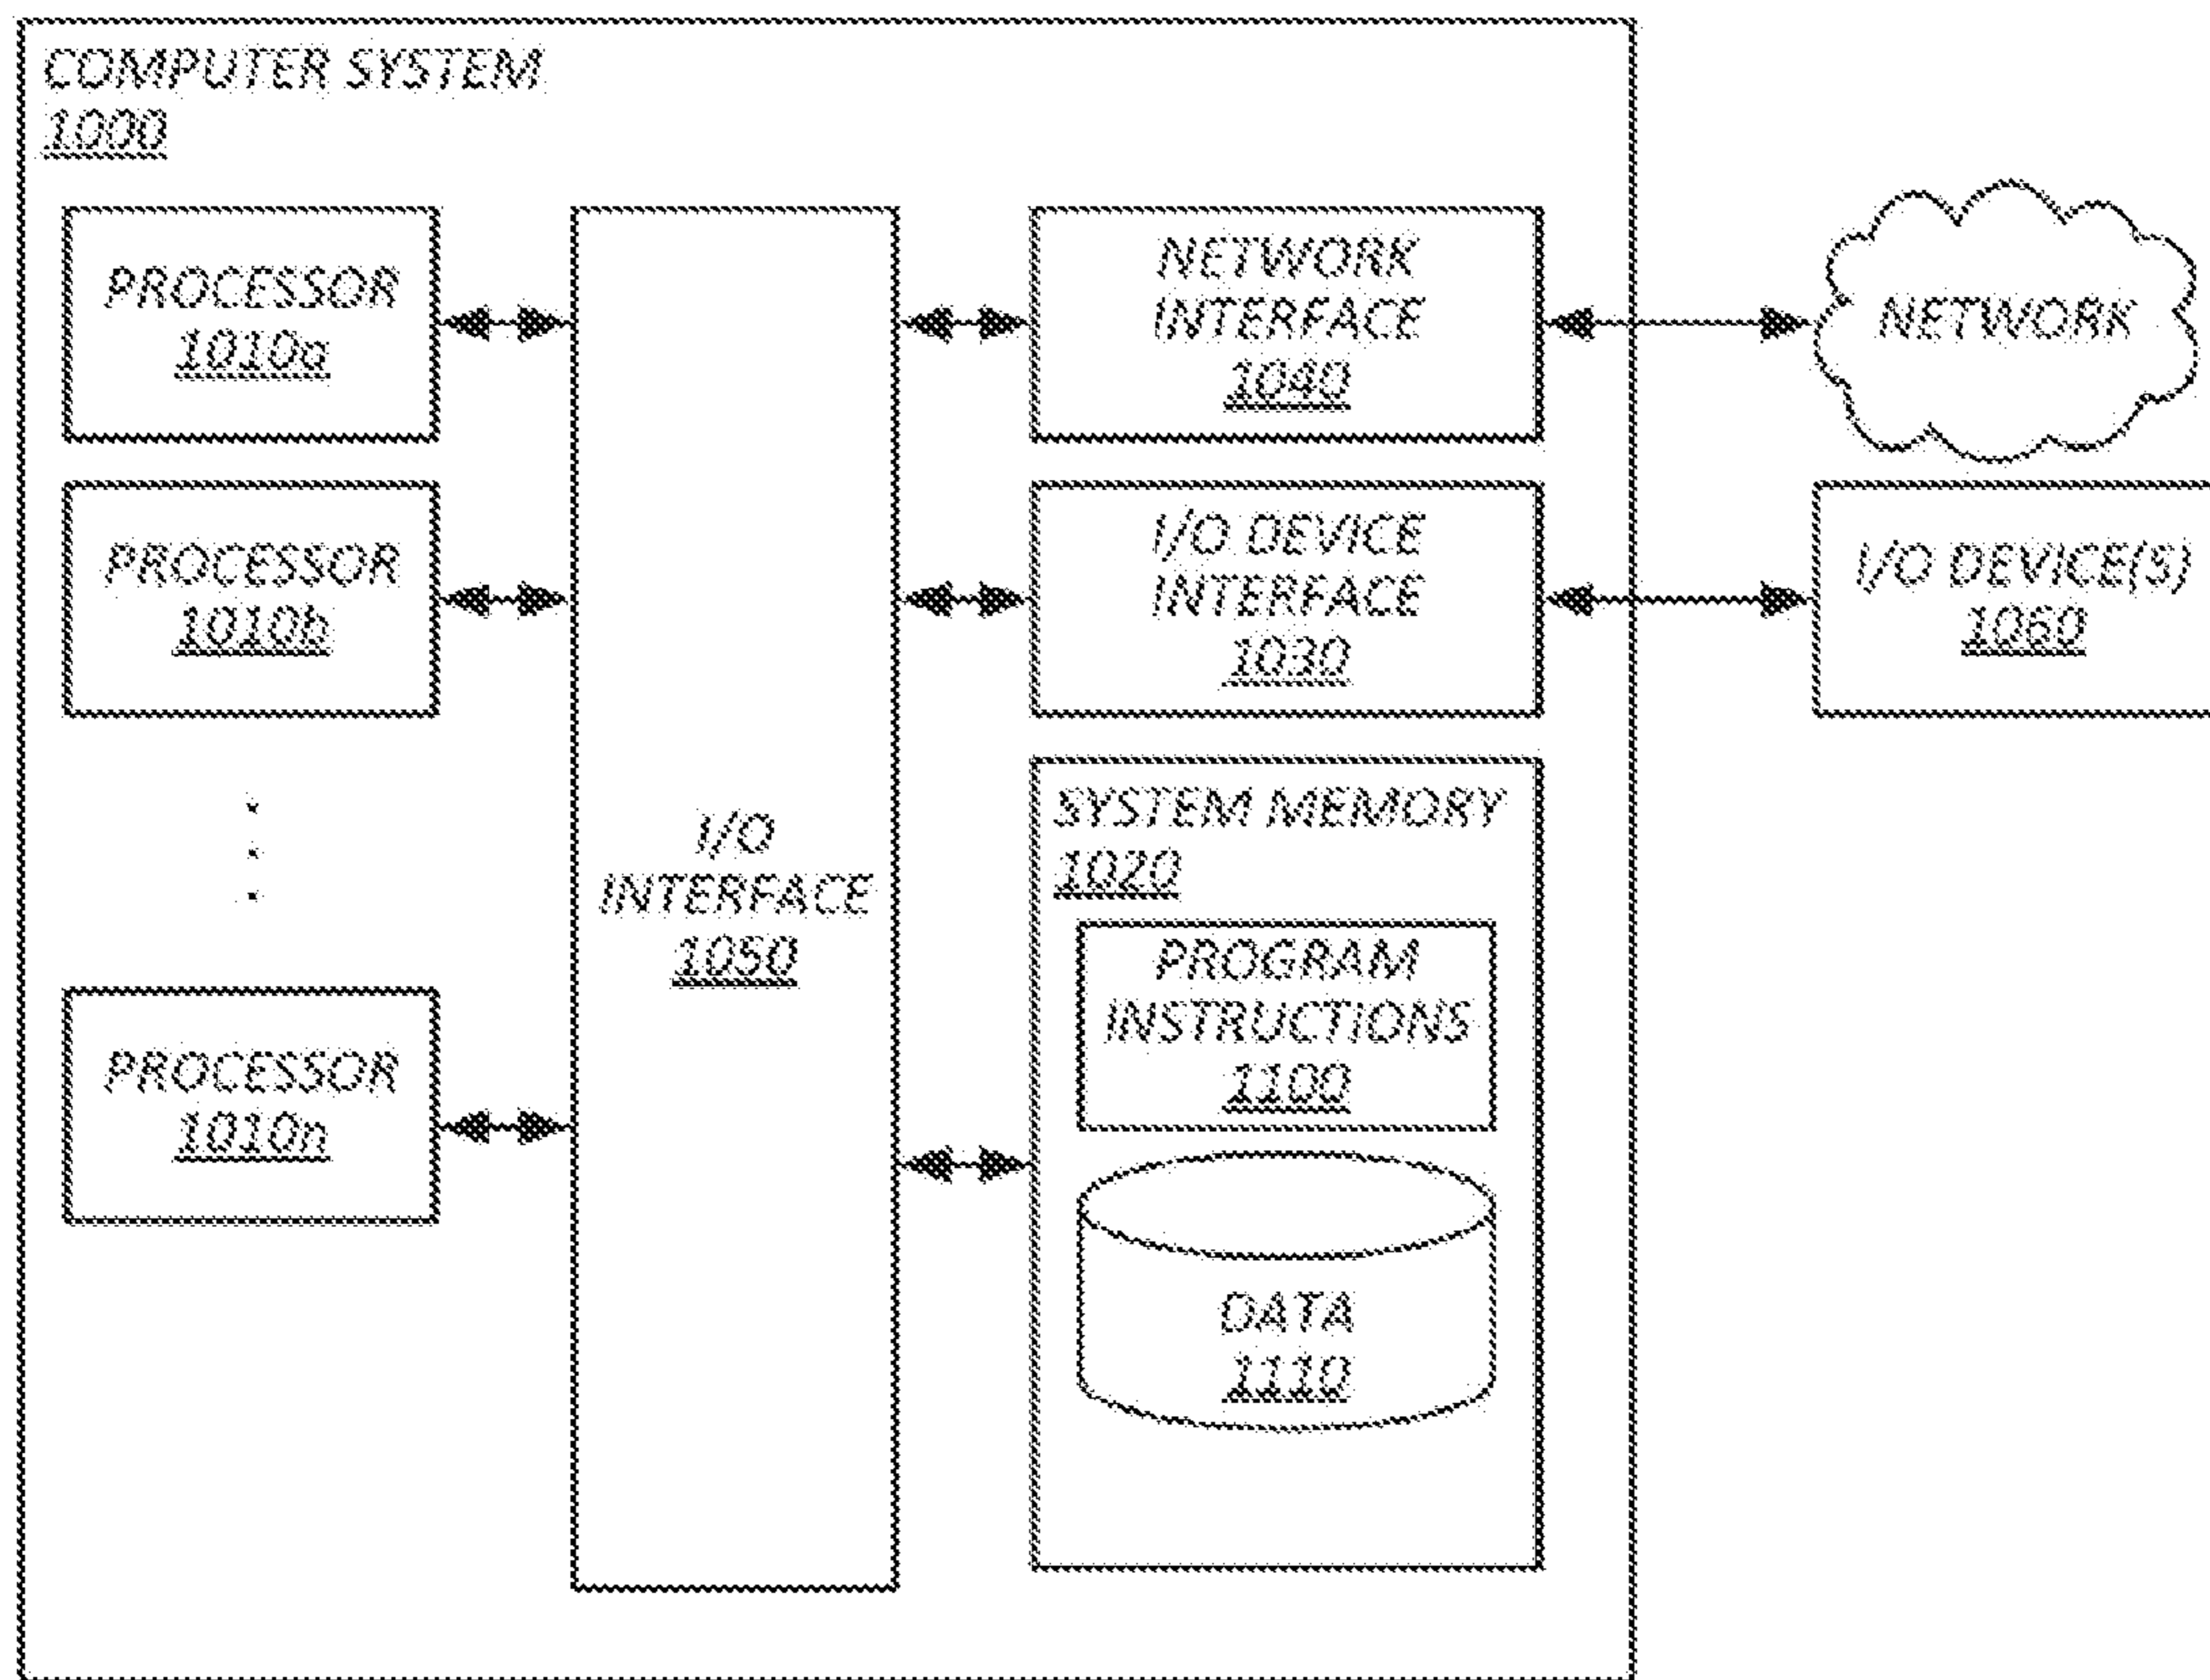 COMPUTER SYSTEM
1000
PROCESSOR
1010a
PROCESSOR
1010b
PROCESSOR
1010n
I/O
INTERFACE
1050
NETWORK
INTERFACE
1040
I/O DEVICE
INTERFACE
1030
SYSTEM MEMORY
1020
PROGRAM
INSTRUCTIONS
1100
DATA
1110
NETWORK
I/O DEVICE(S)
1060